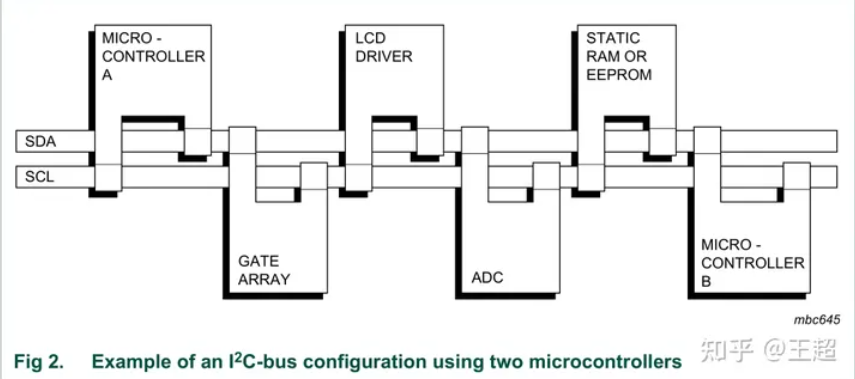 MICRO -
CONTROLLER
A
LCD
DRIVER
STATIC
RAM OR
EEPROM
SDA
SCL
GATE
ARRAY
ADC
MICRO -
CONTROLLER
B
mbc645
Fig 2. Example of an I²C-bus configuration using two microcontrollers
知乎 @王超